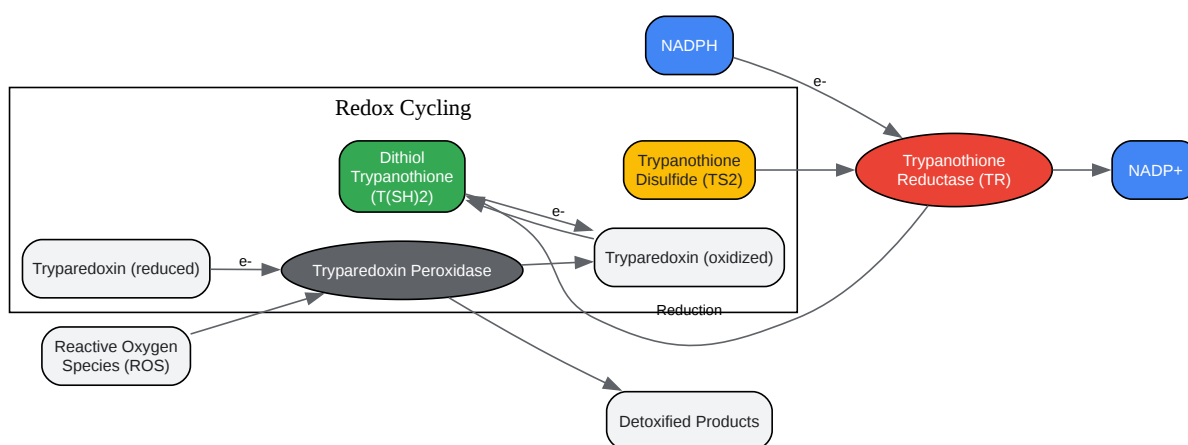 NADPH
e-
Redox Cycling
Dithiol
Trypanothione
(T(SH)2)
Trypanothione
Disulfide (TS2)
Trypanothione
Reductase (TR)
NADP+
e-
Tryparedoxin (reduced)
e-
Tryparedoxin Peroxidase
Tryparedoxin (oxidized)
Reduction
Reactive Oxygen
Species (ROS)
Detoxified Products